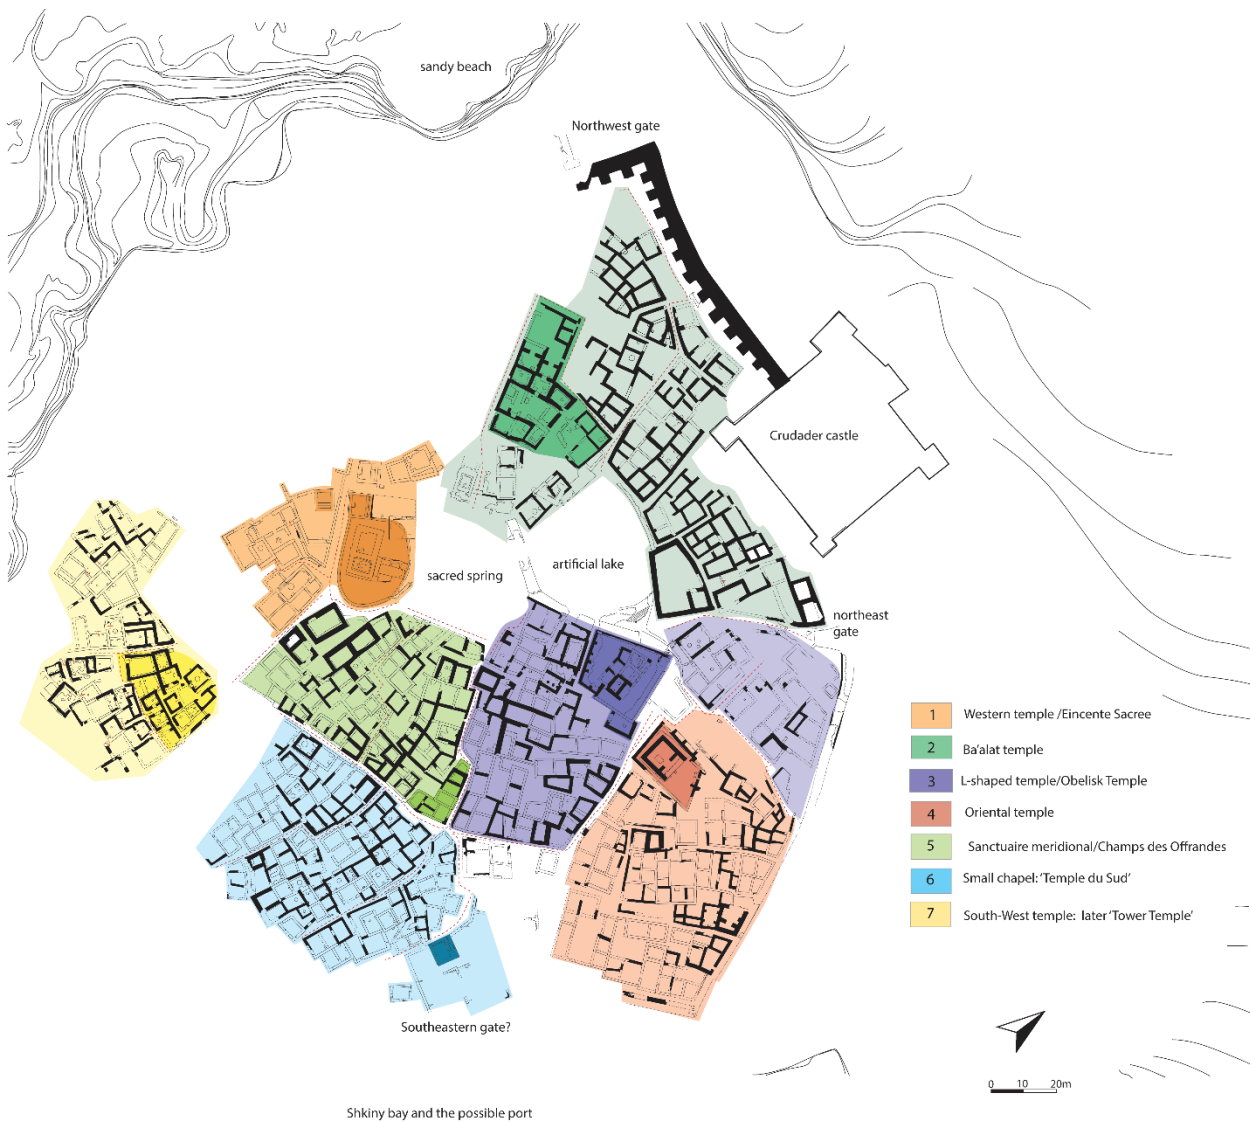 sandy beach
Northwest gate
Crudader castle
sacred spring
artificial lake
northeast
gate
1 Western temple /Eincente Sacree
2 Ba'alat temple
3 L-shaped temple/Obelisk Temple
4 Oriental temple
5 Sanctuaire meridional/Champs des Offrandes
6 Small chapel: 'Temple du Sud'
7 South-West temple: later 'Tower Temple'
Southeastern gate?
0 10 20m
Shkiny bay and the possible port